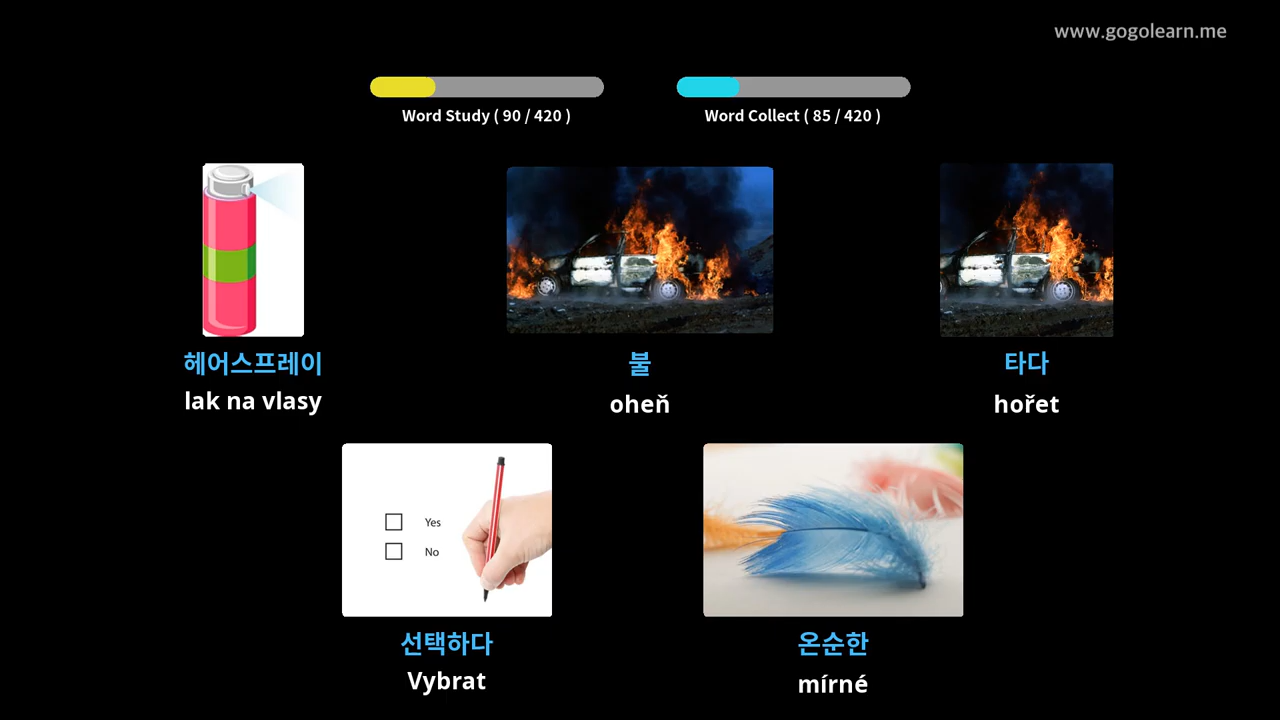 www.gogolearn.me
Word Study ( 90 / 420 )
Word Collect ( 85 / 420 )
헤어스프레이
lak na vlasy
불
oheň
타다
hořet
Yes
No
선택하다
Vybrat
온순한
mírné